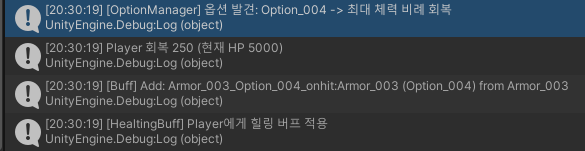 [20:30:19] [OptionManager] 옵션 발견: Option_004 -> 최대 체력 비례 회복
UnityEngine.Debug:Log (object)
[20:30:19] Player 회복 250 (현재 HP 5000)
UnityEngine.Debug:Log (object)
[20:30:19] [Buff] Add: Armor_003_Option_004_onhit:Armor_003 (Option_004) from Armor_003
UnityEngine.Debug:Log (object)
[20:30:19] [HealtingBuff] Player에게 힐링 버프 적용
UnityEngine.Debug:Log (object)